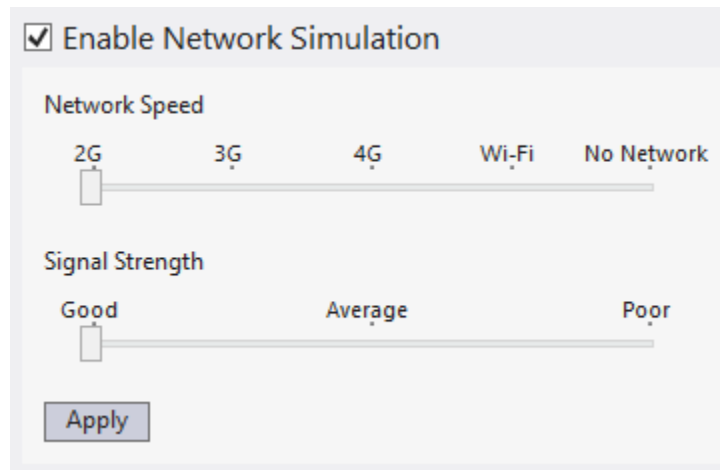 Enable Network Simulation
Network Speed
2G 3G 4G Wi-Fi No Network
Signal Strength
Good Average Poor
Apply